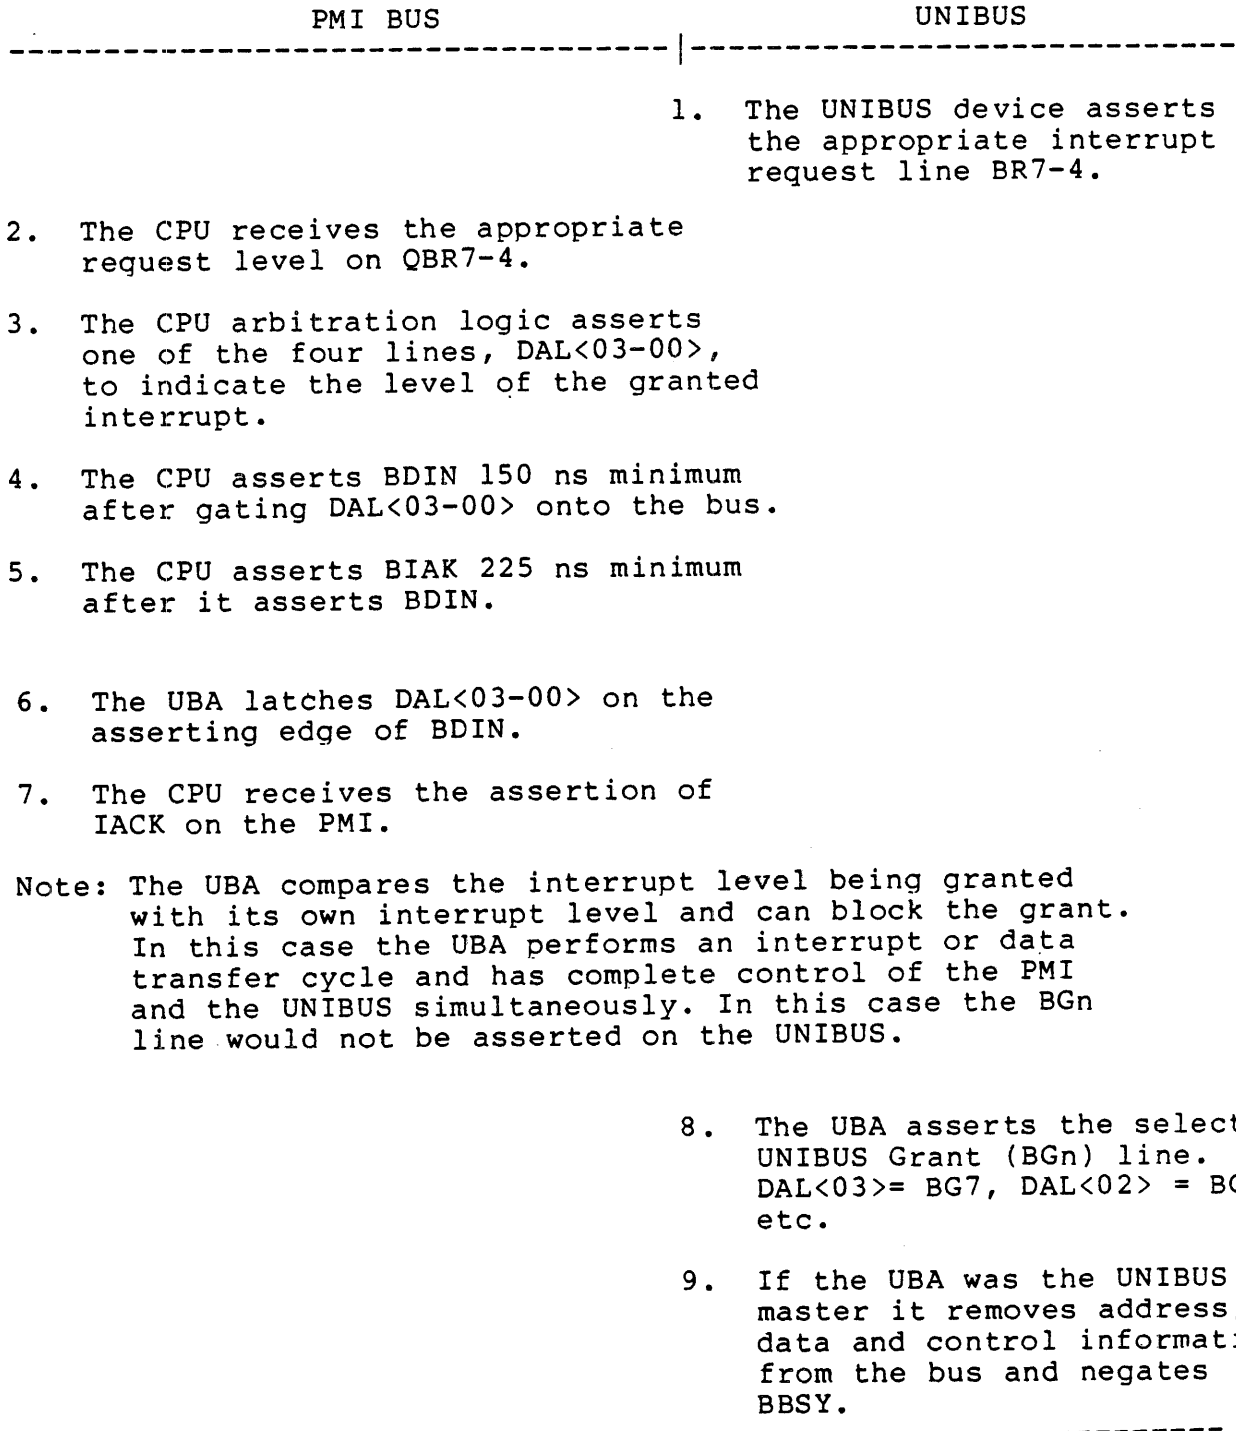 PMI BUS UNIBUS
----------------------------------|-----------------------------
1. The UNIBUS device asserts
the appropriate interrupt
request line BR7-4.
2. The CPU receives the appropriate
request level on QBR7-4.
3. The CPU arbitration logic asserts
one of the four lines, DAL<03-00>,
to indicate the level of the granted
interrupt.
4. The CPU asserts BDIN 150 ns minimum
after gating DAL<03-00> onto the bus.
5. The CPU asserts BIAK 225 ns minimum
after it asserts BDIN.
6. The UBA latches DAL<03-00> on the
asserting edge of BDIN.
7. The CPU receives the assertion of
IACK on the PMI.
Note: The UBA compares the interrupt level being granted
with its own interrupt level and can block the grant.
In this case the UBA performs an interrupt or data
transfer cycle and has complete control of the PMI
and the UNIBUS simultaneously. In this case the BGn
line would not be asserted on the UNIBUS.
8. The UBA asserts the select
UNIBUS Grant (BGn) line.
DAL<03>= BG7, DAL<02> = BG
etc.
9. If the UBA was the UNIBUS
master it removes address
data and control informati
from the bus and negates
BBSY.